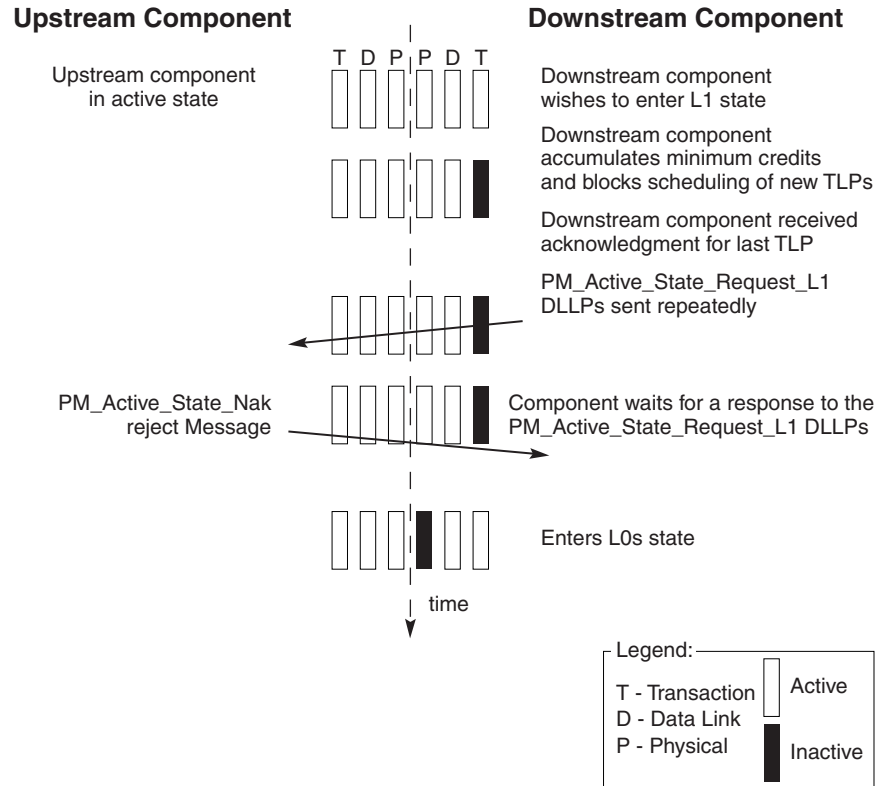 Upstream Component
Downstream Component
T D P P D T
Upstream component
in active state
Downstream component
wishes to enter L1 state
Downstream component
accumulates minimum credits
and blocks scheduling of new TLPs
Downstream component received
acknowledgment for last TLP
PM_Active_State_Request_L1
DLLPs sent repeatedly
PM_Active_State_Nak
reject Message
Component waits for a response to the
PM_Active_State_Request_L1 DLLPs
Enters L0s state
time
Legend:
T - Transaction
D - Data Link
P - Physical
Active
Inactive